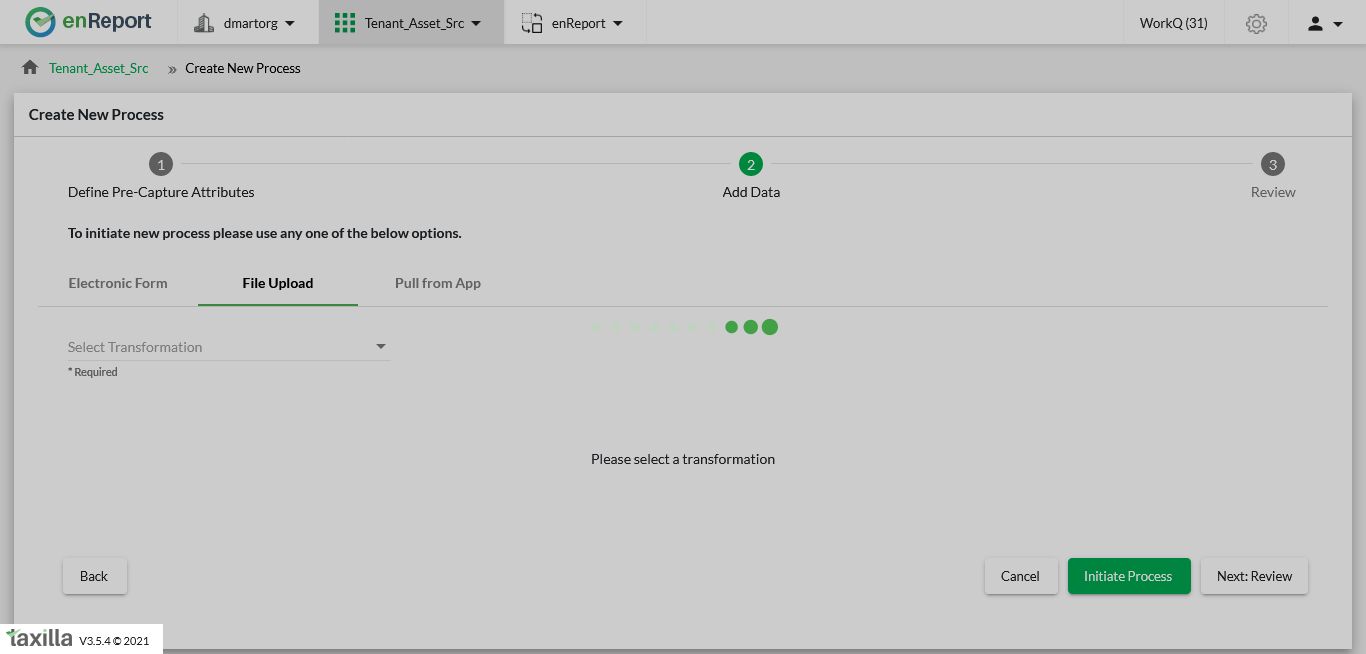 enReport
dmartorg
Tenant_Asset_Src
enReport
WorkQ (31)
Tenant_Asset_Src » Create New Process
Create New Process
1
2
3
Define Pre-Capture Attributes
Add Data
Review
To initiate new process please use any one of the below options.
Electronic Form
File Upload
Pull from App
Select Transformation
* Required
Please select a transformation
Back
Cancel
Initiate Process
Next: Review
taxilla V3.5.4 © 2021